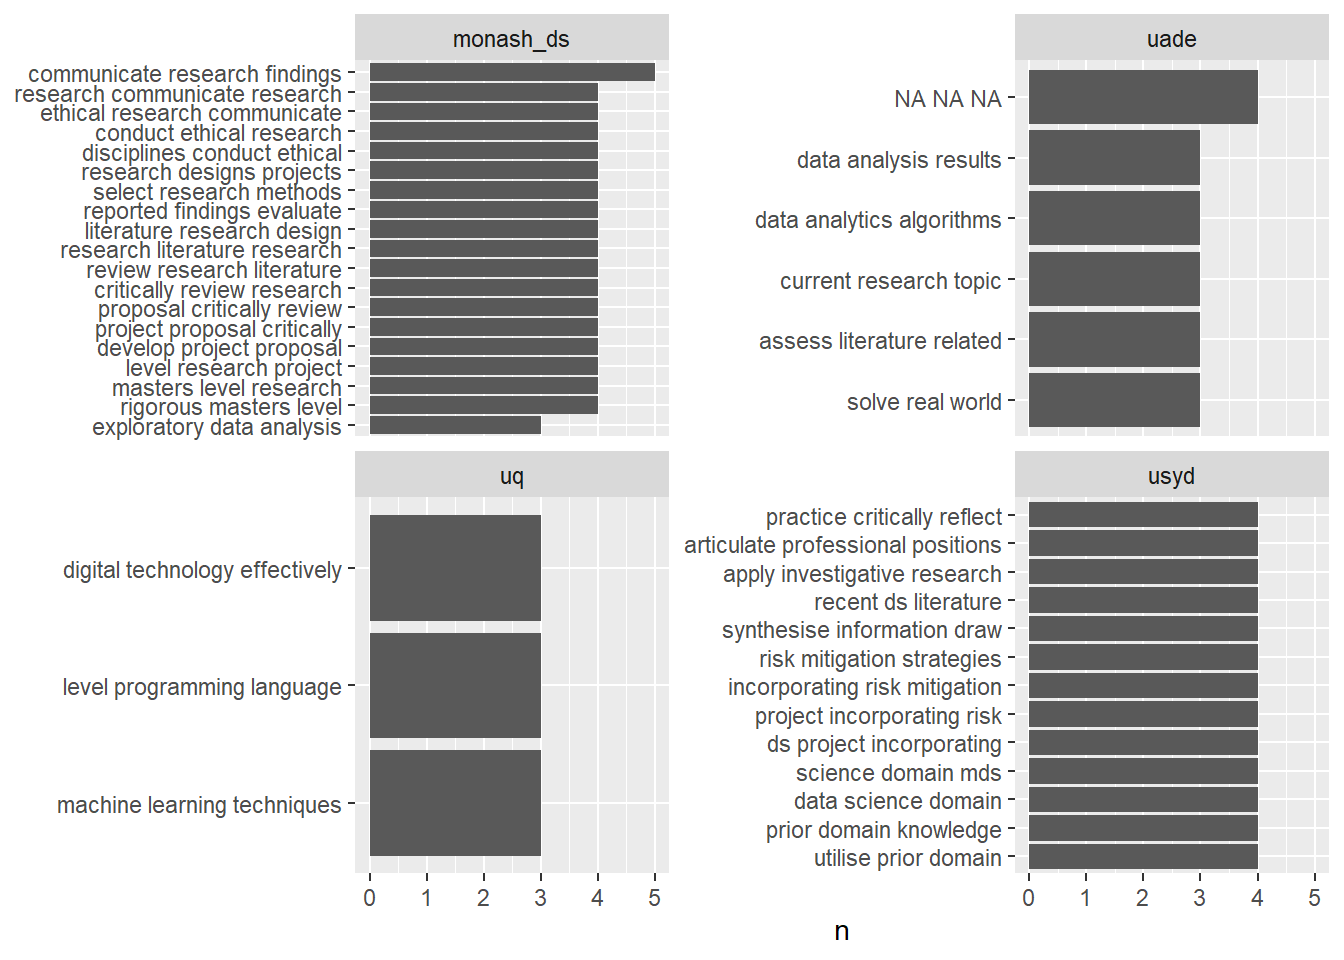 monash_ds
communicate research findings
research communicate research
ethical research communicate
conduct ethical research
disciplines conduct ethical
research designs projects
select research methods
reported findings evaluate
literature research design
research literature research
review research literature
critically review research
proposal critically review
project proposal critically
develop project proposal
level research project
masters level research
rigorous masters level
exploratory data analysis
uade
NA NA NA
data analysis results
data analytics algorithms
current research topic
assess literature related
solve real world
uq
digital technology effectively
level programming language
machine learning techniques
0 1 2 3 4 5
usyd
practice critically reflect
articulate professional positions
apply investigative research
recent ds literature
synthesise information draw
risk mitigation strategies
incorporating risk mitigation
project incorporating risk
ds project incorporating
science domain mds
data science domain
prior domain knowledge
utilise prior domain
0 1 2 3 4 5
n